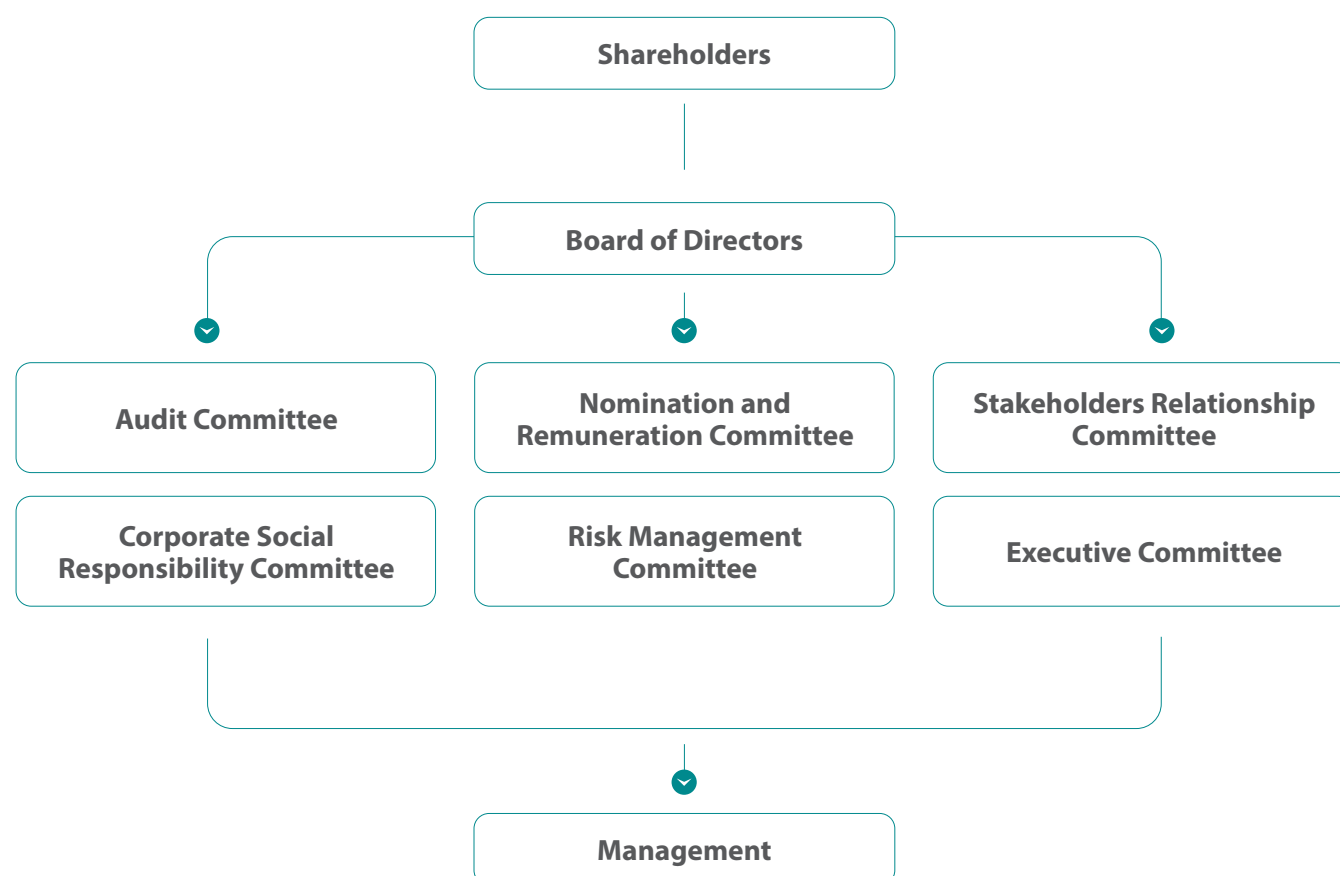 Shareholders
Board of Directors
Audit Committee
Nomination and
Remuneration Committee
Stakeholders Relationship
Committee
Corporate Social
Responsibility Committee
Risk Management
Committee
Executive Committee
Management